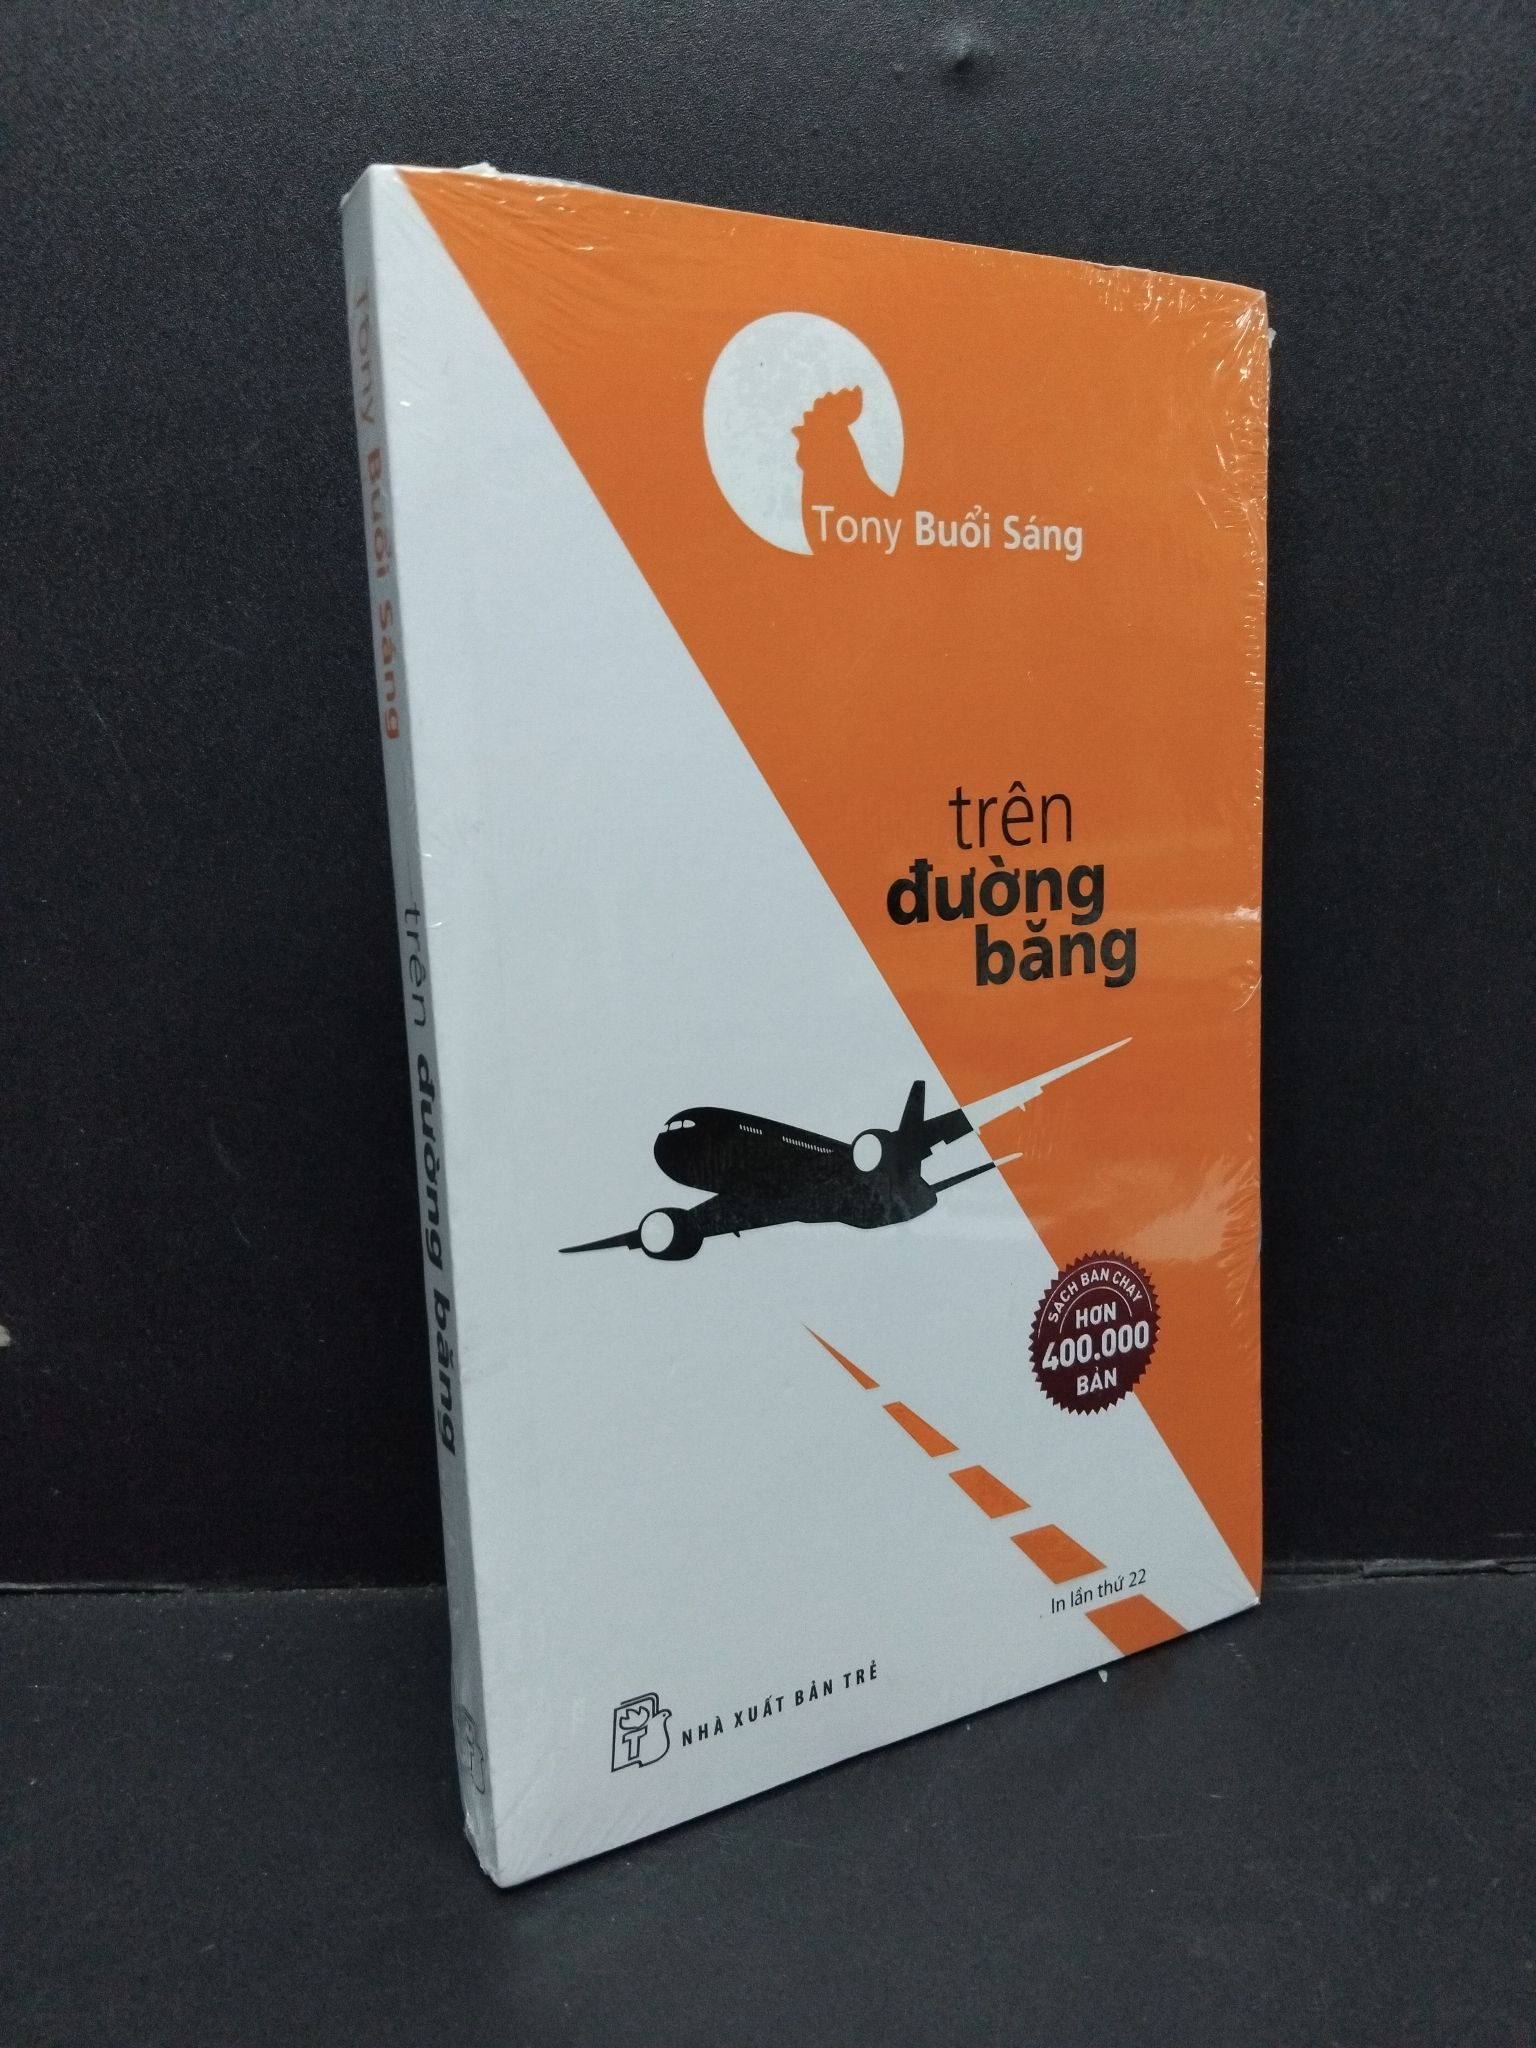 Tony Buổi Sáng
trên
đường
băng
SÁCH BÁN CHẠY
HƠN
400.000
BẢN
In lần thứ 22
NHÀ XUẤT BẢN TRẺ
Tony Buổi Sáng trên đường băng